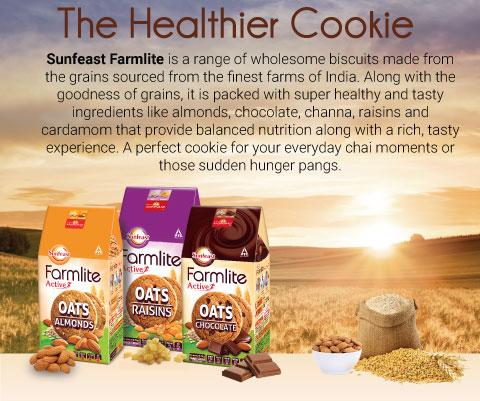 The Healthier Cookie
Sunfeast Farmlite is a range of wholesome biscuits made from
the grains sourced from the finest farms of India. Along with the
goodness of grains, it is packed with super healthy and tasty
ingredients like almonds, chocolate, channa, raisins and
cardamom that provide balanced nutrition along with a rich, tasty
experience. A perfect cookie for your everyday chai moments or
those sudden hunger pangs.
Sunfeast
Farmlite
Active
OATS
ALMONDS
Sunfeast
Farmlite
Active
OATS
RAISINS
Sunfeast
Farmlite
Active
OATS
CHOCOLATE